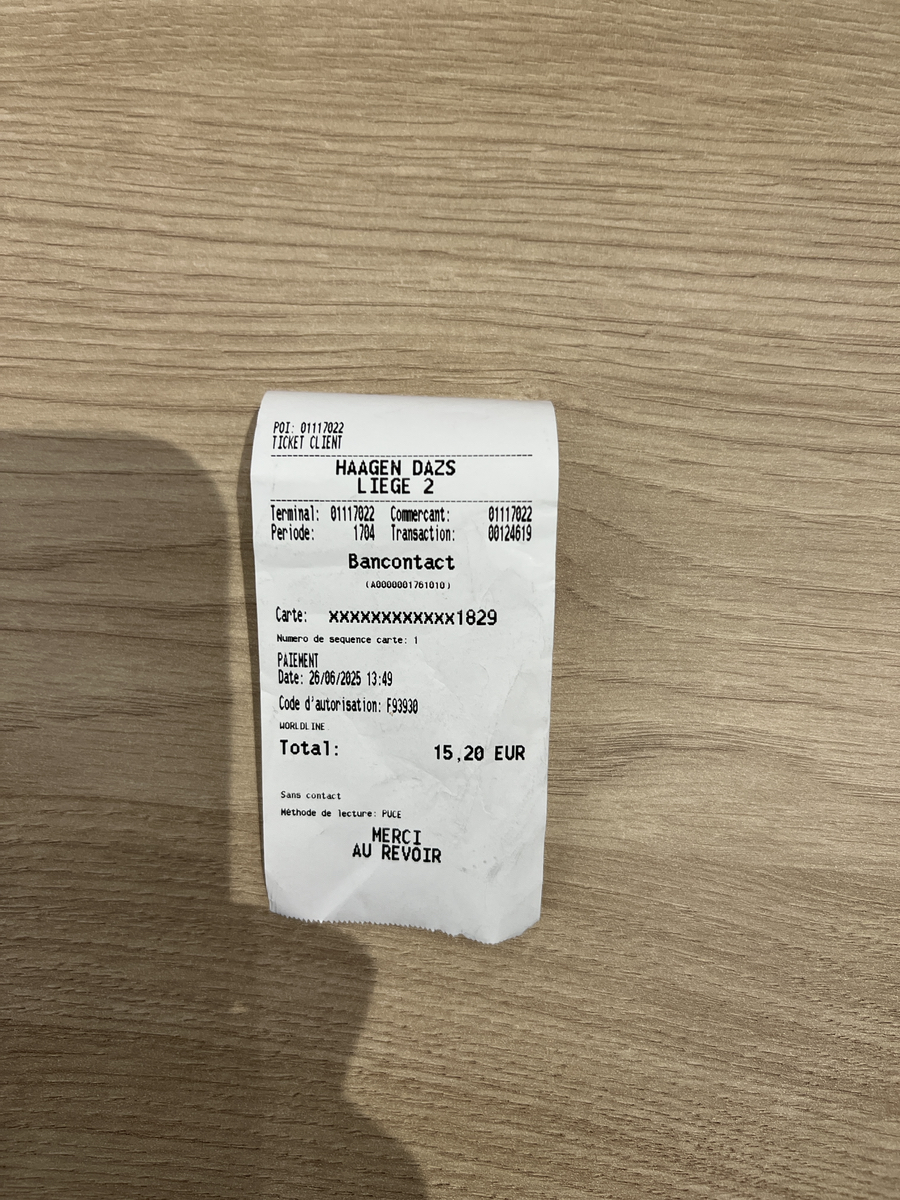 POI: 01117022
TICKET CLIENT
HAAGEN DAZS
LIEGE 2
Terminal: 01117022 Commercant: 01117022
Periode: 1704 Transaction: 00124619
Bancontact
(A0000001761010)
Carte: xxxxxxxxxxxx1829
Numero de sequence carte: 1
PAIEMENT
Date: 26/06/2025 13:49
Code d'autorisation: F93930
WORLDLINE
Total: 15,20 EUR
Sans contact
Méthode de lecture: PUCE
MERCI
AU REVOIR